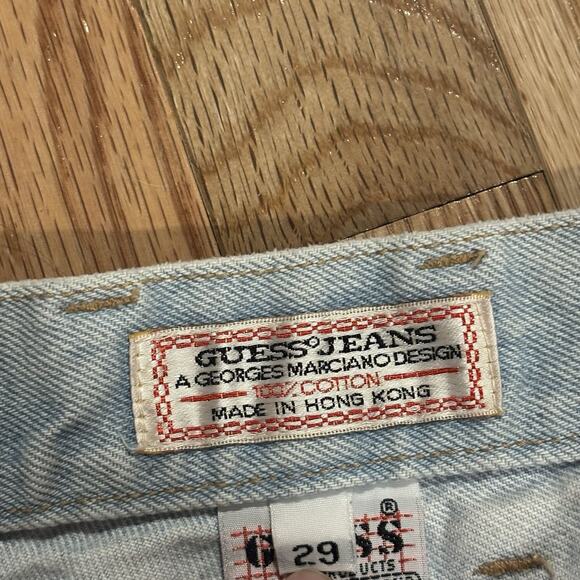 GUESS° JEANS
A GEORGES MARCIANO DESIGN
100% COTTON
MADE IN HONG KONG
®
29